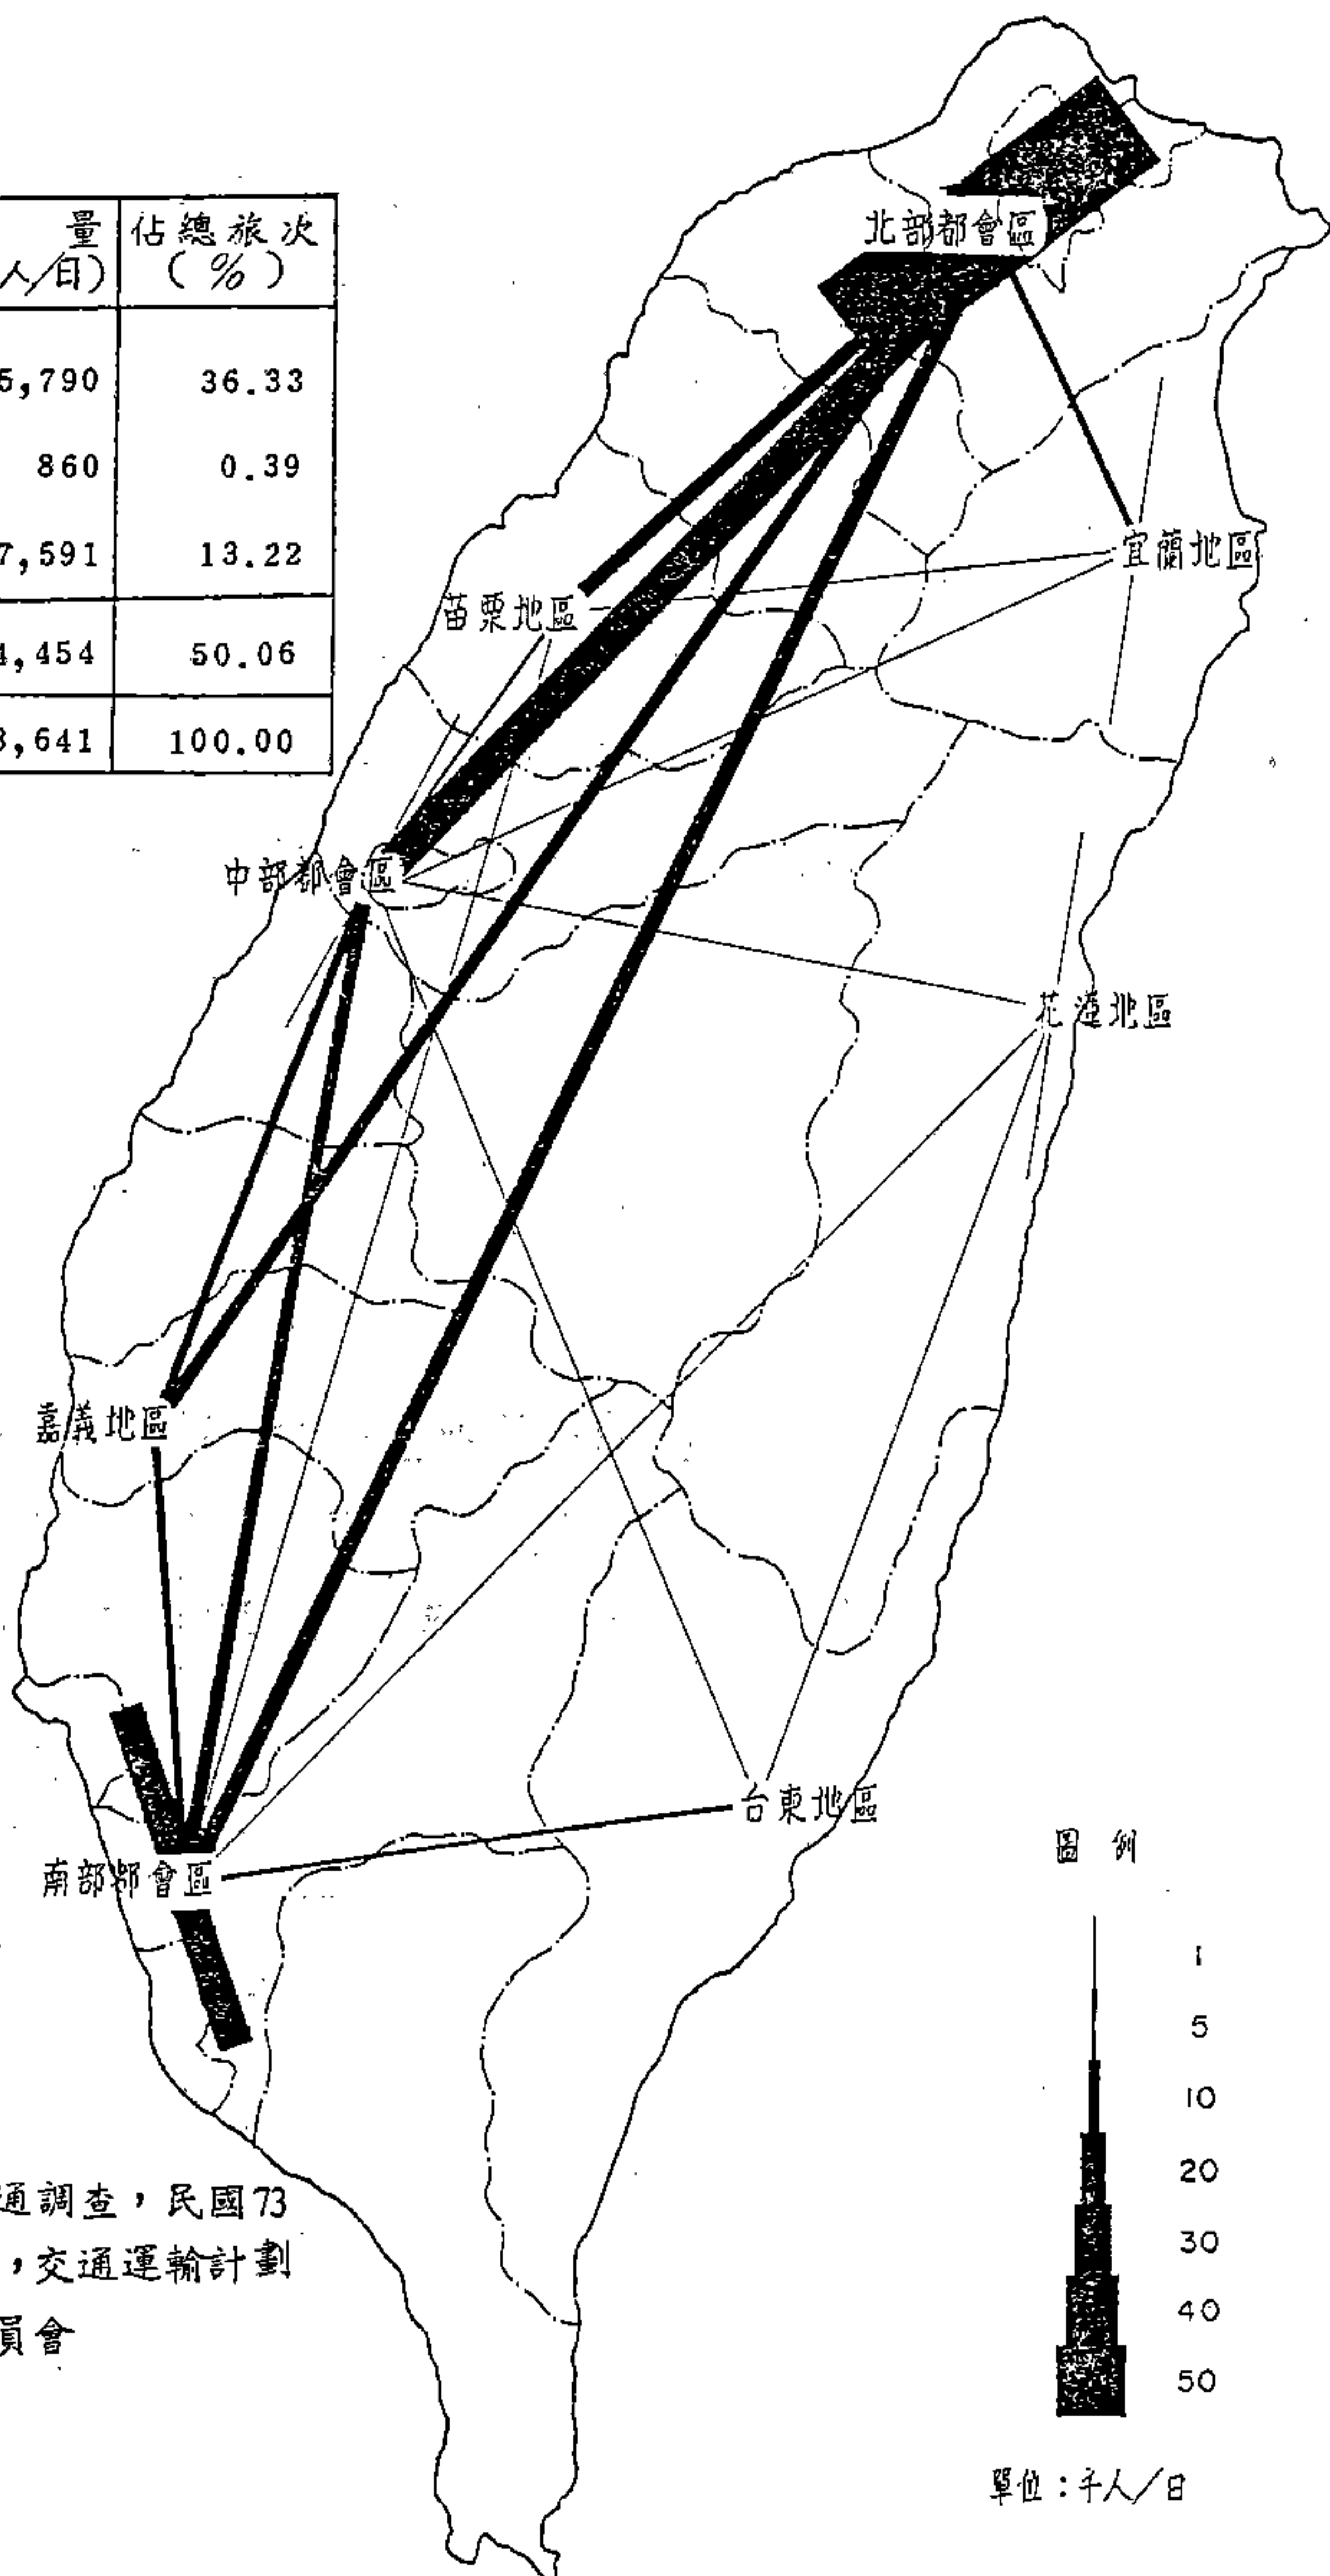 量 佔總旅次
人/日) ( % )
5,790 36.33
860 0.39
7,591 13.22
4,454 50.06
3,641 100.00
北部都會區
宜蘭地區
苗栗地區
中部都會區
花蓮地區
嘉義地區
台東地區
南部都會區
圖例
1
5
10
20
30
40
50
單位：千人/日
通調查，民國73
，交通運輸計劃
員會